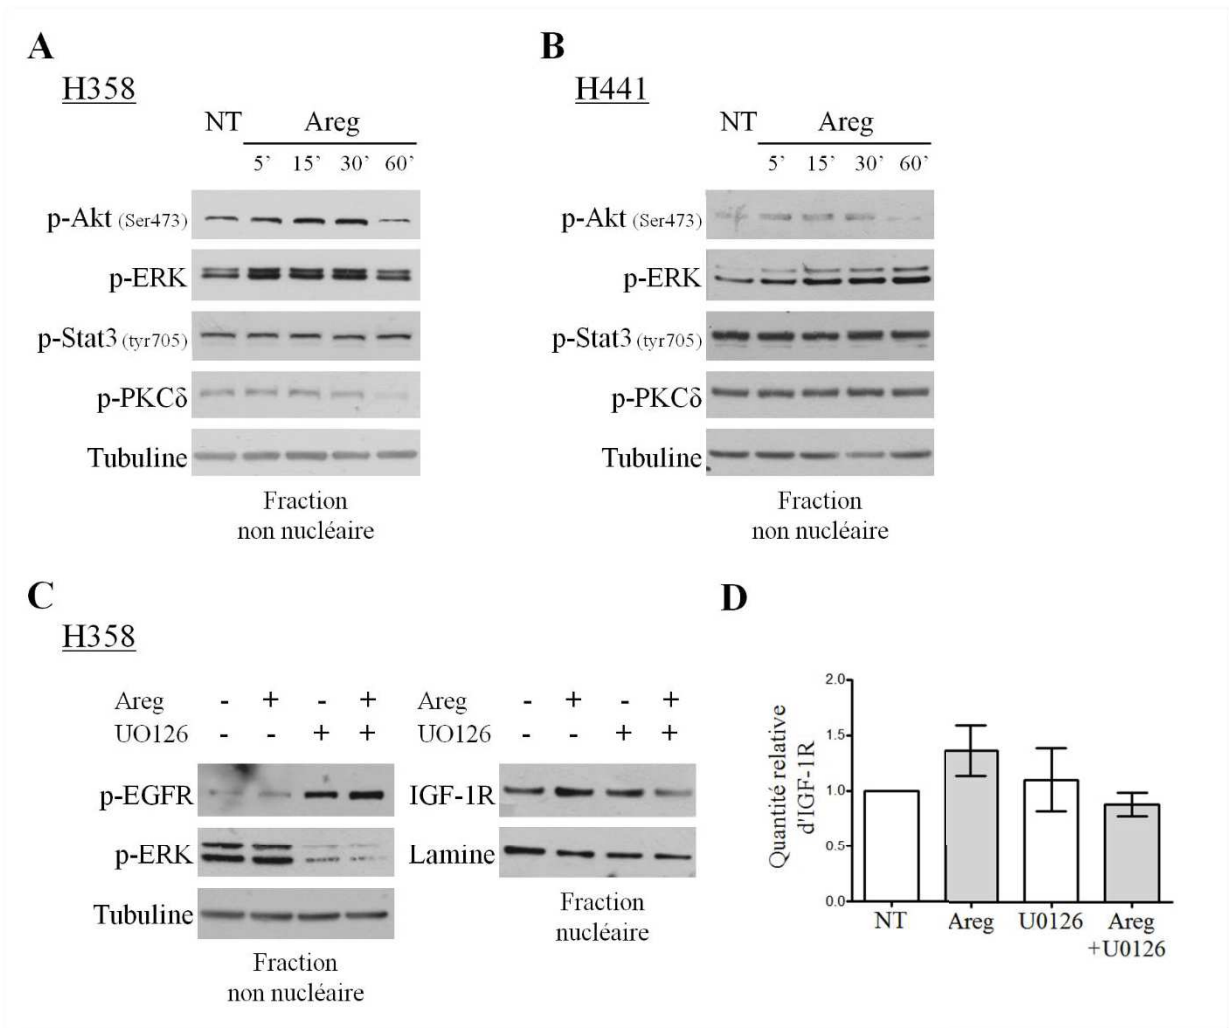 A
H358
NT Areg
5’ 15’ 30’ 60’
p-Akt (Ser473)
p-ERK
p-Stat3 (tyr705)
p-PKCδ
Tubuline
Fraction
non nucléaire
B
H441
NT Areg
5’ 15’ 30’ 60’
p-Akt (Ser473)
p-ERK
p-Stat3 (tyr705)
p-PKCδ
Tubuline
Fraction
non nucléaire
C
H358
Areg - + - +
UO126 - - + +
p-EGFR
p-ERK
Tubuline
Fraction
non nucléaire
Areg - + - +
UO126 - - + +
IGF-1R
Lamine
Fraction
nucléaire
D
Quantité relative
d'IGF-1R
2.0
1.5
1.0
0.5
0.0
NT Areg U0126 Areg
+U0126